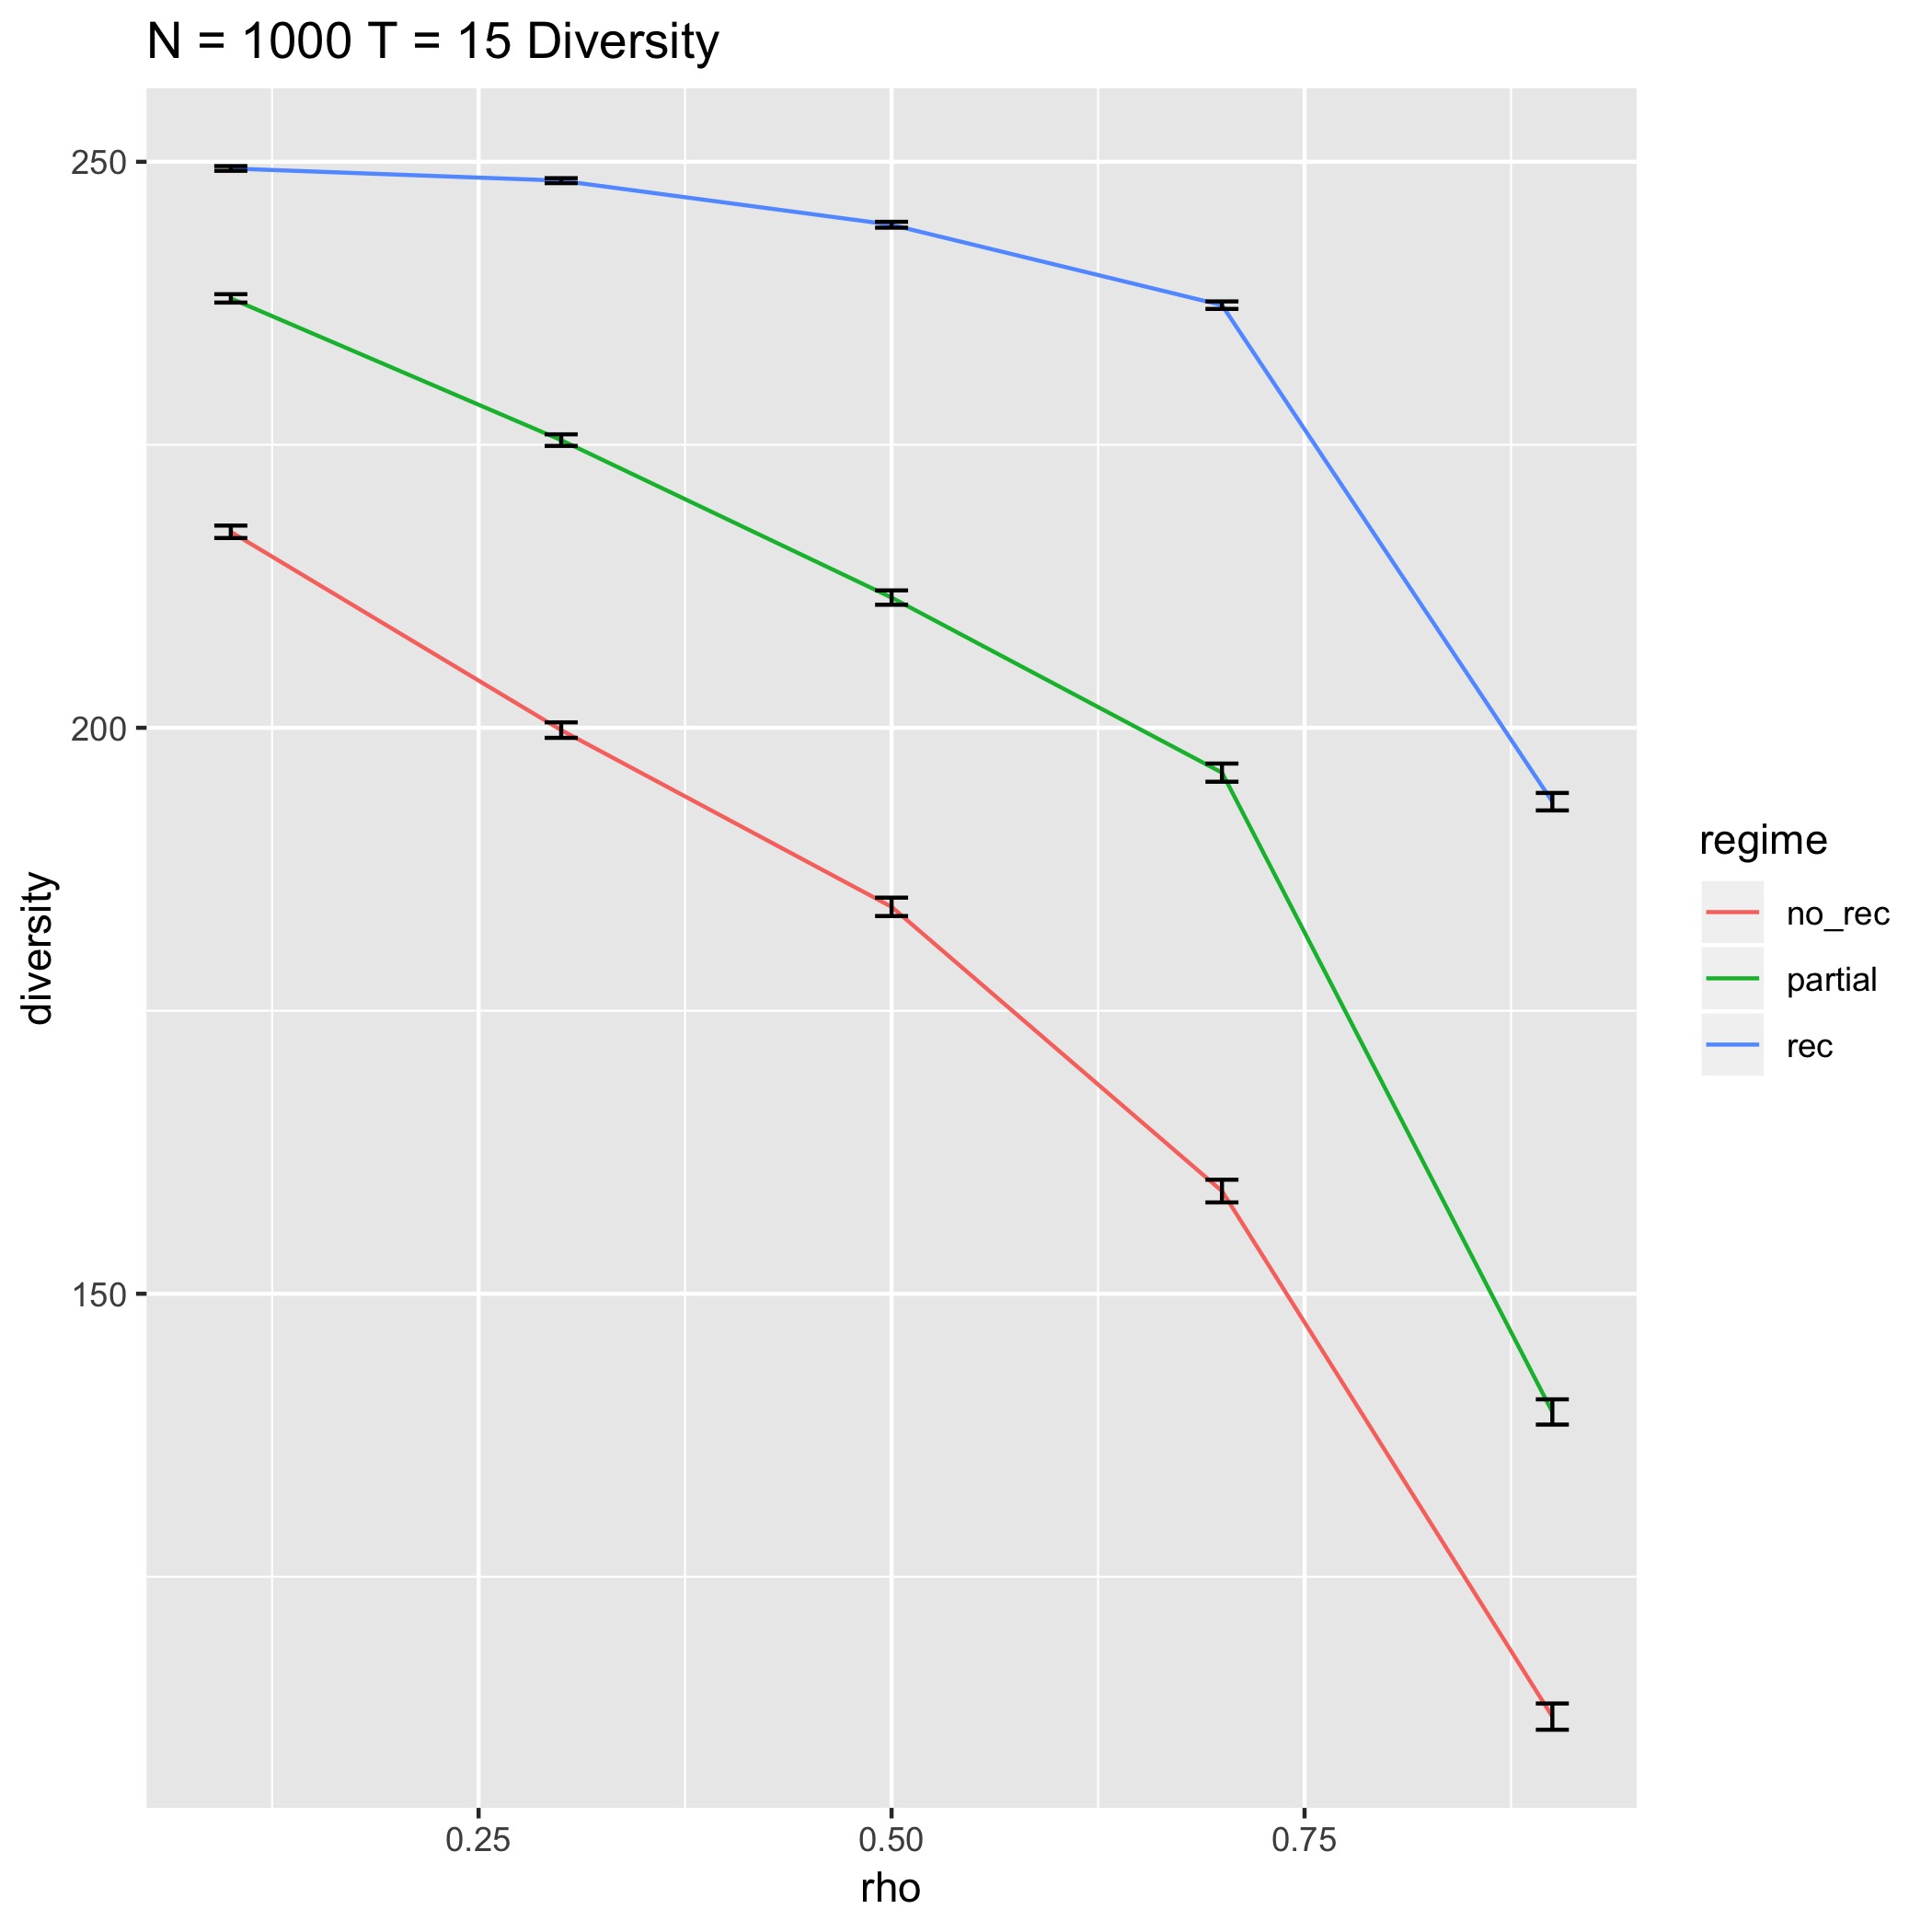 N = 1000 T = 15 Diversity
250
200
150
diversity
0.25 0.50 0.75
rho
regime
no_rec
partial
rec